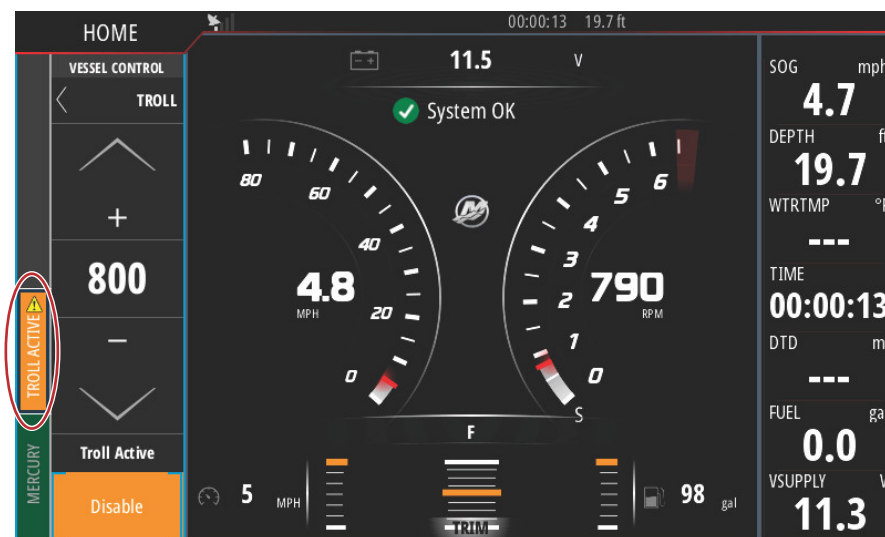 HOME
00:00:13 19.7 ft
VESSEL CONTROL
TROLL
+
800
−
Troll Active
Disable
TROLL ACTIVE
MERCURY
11.5 V
System OK
80
60
40
20
0
4.8
MPH
6
5
4
3
2
1
0
S
790
RPM
F
5 MPH
TRIM
98 gal
SOG mph
4.7
DEPTH ft
19.7
WTRTMP °F
---
TIME
00:00:13
DTD
---
FUEL gal
0.0
VSUPPLY V
11.3